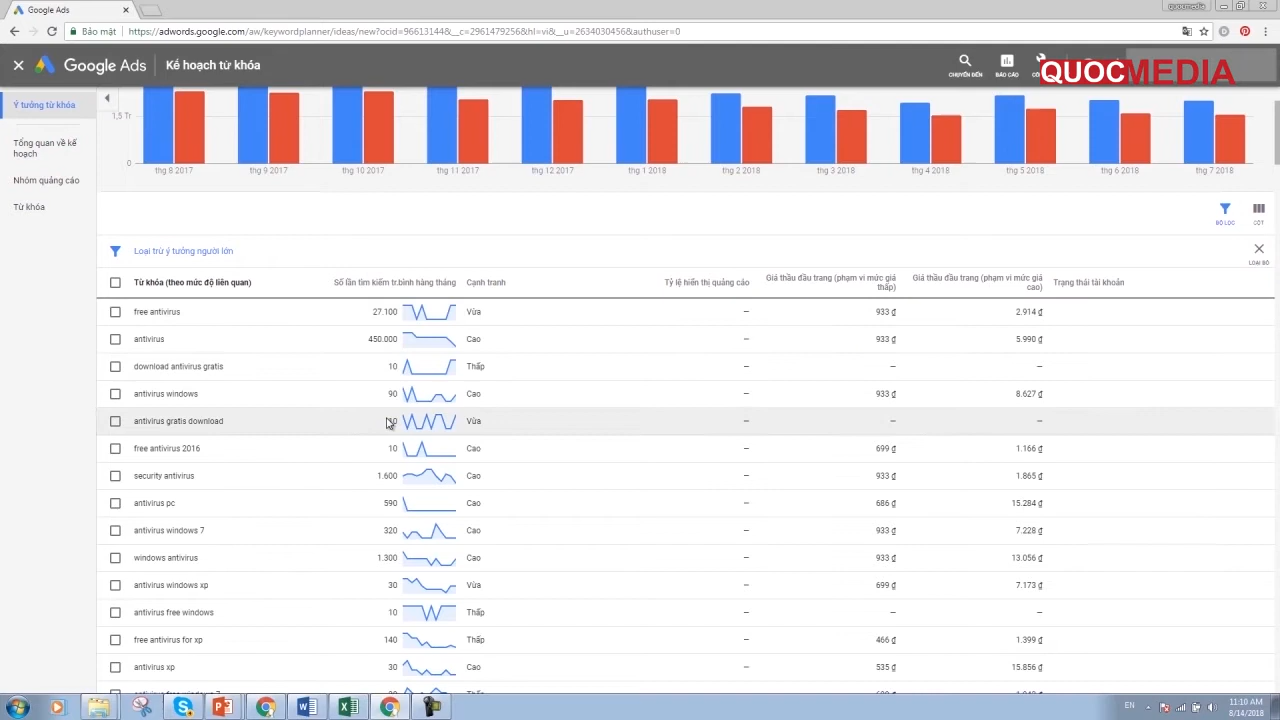 Google Ads
quocmedia
Bảo mật
https://adwords.google.com/aw/keywordplanner/ideas/new?ocid=96613144&__c=2961479256&hl=vi&__u=2634030456&authuser=0
Google Ads
Kế hoạch từ khóa
CHUYỂN ĐẾN
BÁO CÁO
QUOCMEDIA
Ý tưởng từ khóa
Tổng quan về kế
hoạch
Nhóm quảng cáo
Từ khóa
1,5 Tr
0
thg 8 2017 thg 9 2017 thg 10 2017 thg 11 2017 thg 12 2017 thg 1 2018 thg 2 2018 thg 3 2018 thg 4 2018 thg 5 2018 thg 6 2018 thg 7 2018
BỘ LỌC CỘT
Loại trừ ý tưởng người lớn
LOẠI BỎ
Từ khóa (theo mức độ liên quan) Số lần tìm kiếm tr.bình hàng tháng Cạnh tranh Tỷ lệ hiển thị quảng cáo Giá thầu đầu trang (phạm vi mức giá thấp) Giá thầu đầu trang (phạm vi mức giá cao) Trạng thái tài khoản
free antivirus 27.100 Vừa – 933 ₫ 2.914 ₫
antivirus 450.000 Cao – 933 ₫ 5.990 ₫
download antivirus gratis 10 Thấp – – –
antivirus windows 90 Cao – 933 ₫ 8.627 ₫
antivirus gratis download Vừa – – –
free antivirus 2016 10 Cao – 699 ₫ 1.166 ₫
security antivirus 1.600 Cao – 933 ₫ 1.865 ₫
antivirus pc 590 Cao – 686 ₫ 15.284 ₫
antivirus windows 7 320 Cao – 933 ₫ 7.228 ₫
windows antivirus 1.300 Cao – 933 ₫ 13.056 ₫
antivirus windows xp 30 Vừa – 699 ₫ 7.173 ₫
antivirus free windows 10 Thấp – – –
free antivirus for xp 140 Thấp – 466 ₫ 1.399 ₫
antivirus xp 30 Cao – 535 ₫ 15.856 ₫
EN
11:10 AM
8/14/2018